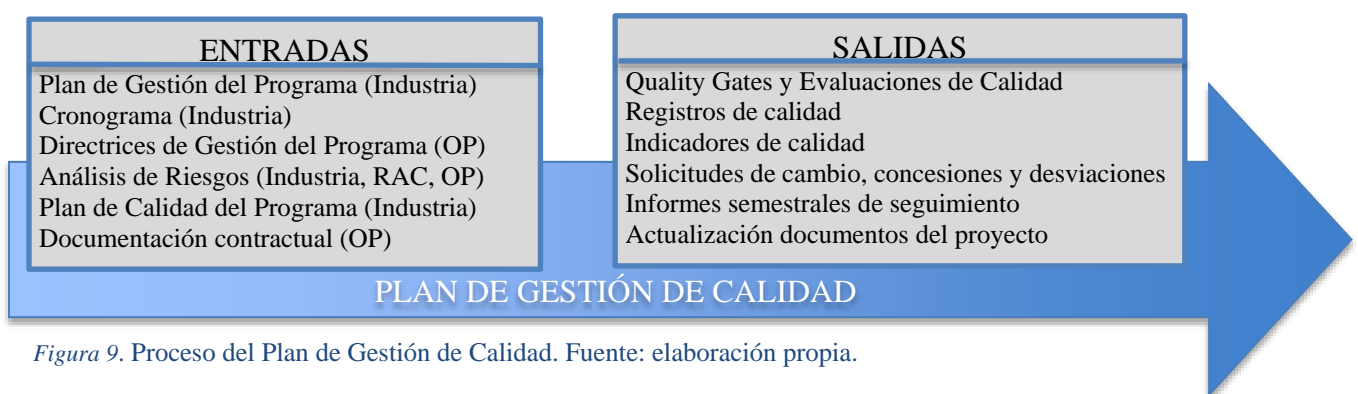 ENTRADAS
Plan de Gestión del Programa (Industria)
Cronograma (Industria)
Directrices de Gestión del Programa (OP)
Análisis de Riesgos (Industria, RAC, OP)
Plan de Calidad del Programa (Industria)
Documentación contractual (OP)
SALIDAS
Quality Gates y Evaluaciones de Calidad
Registros de calidad
Indicadores de calidad
Solicitudes de cambio, concesiones y desviaciones
Informes semestrales de seguimiento
Actualización documentos del proyecto
PLAN DE GESTIÓN DE CALIDAD
Figura 9. Proceso del Plan de Gestión de Calidad. Fuente: elaboración propia.